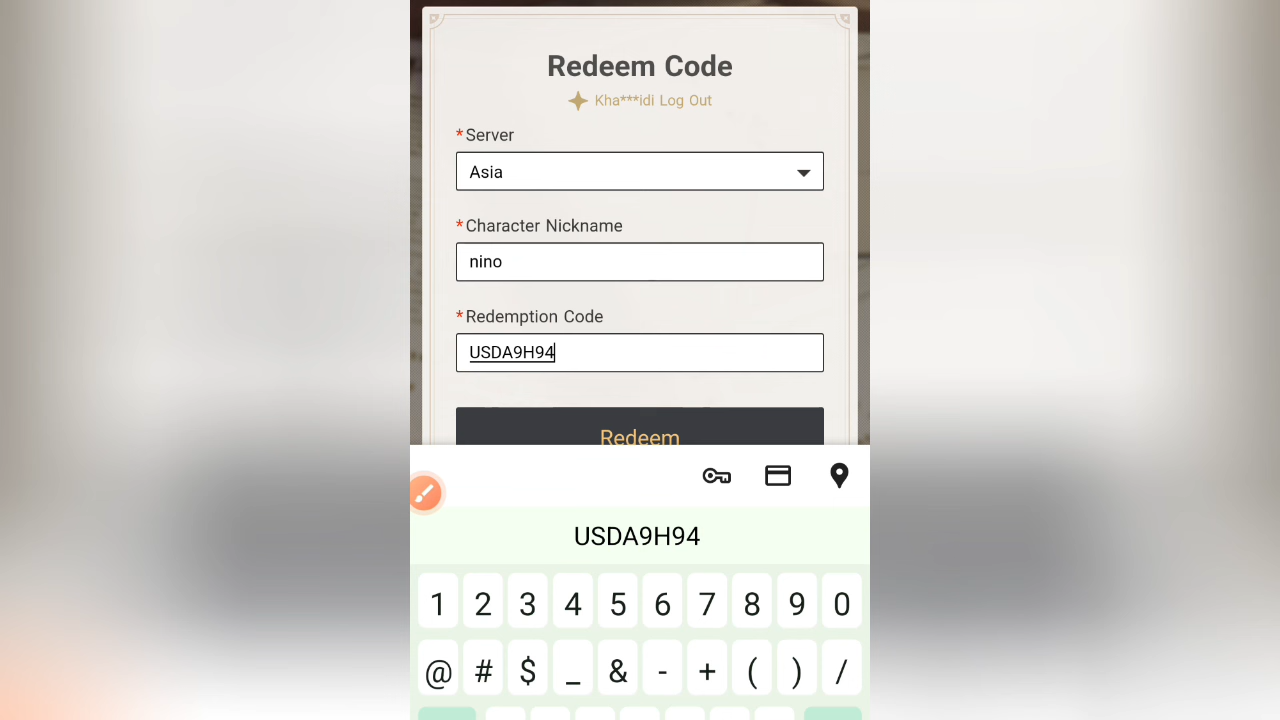 Redeem Code
Kha***idi Log Out
*Server
Asia
*Character Nickname
nino
*Redemption Code
USDA9H94
Redeem
USDA9H94
1 2 3 4 5 6 7 8 9 0
@ # $ _ & - + ( ) /